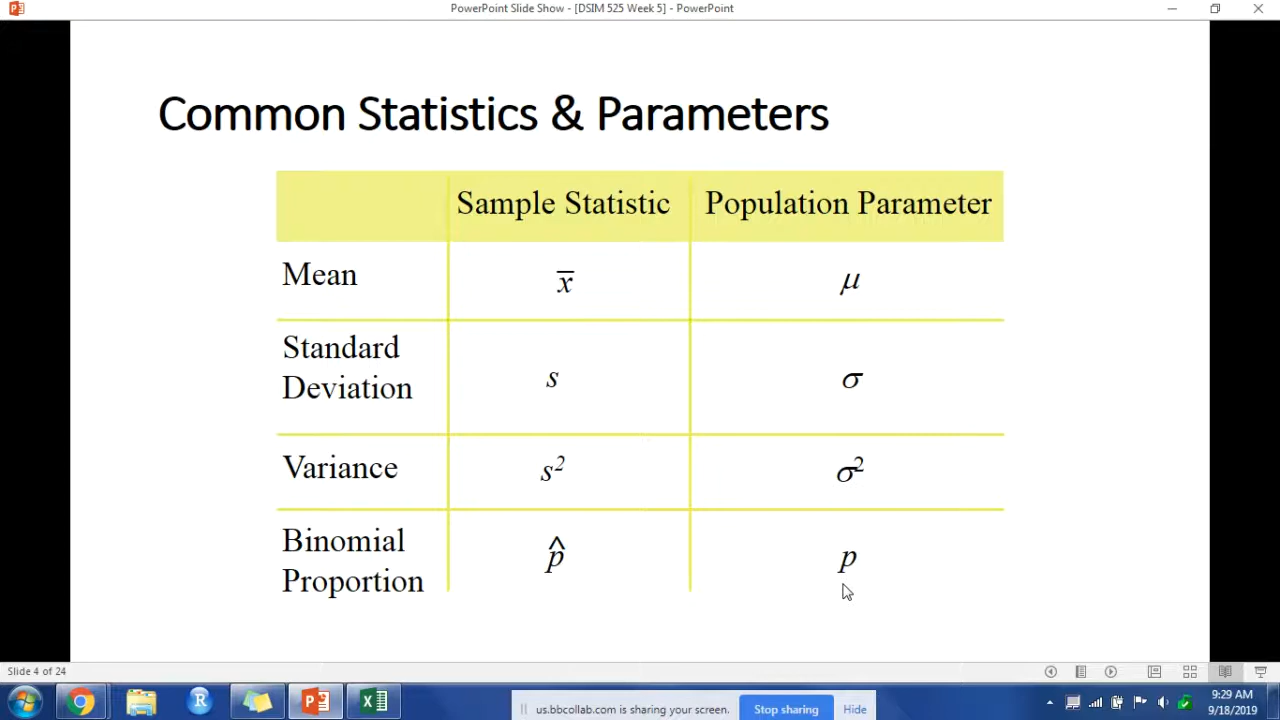 PowerPoint Slide Show - [DSIM 525 Week 5] - PowerPoint
Common Statistics & Parameters
Sample Statistic Population Parameter
Mean x̅ μ
Standard
Deviation s σ
Variance s² σ²
Binomial
Proportion p̂ p
Slide 4 of 24
us.bbcollab.com is sharing your screen. Stop sharing Hide
9:29 AM
9/18/2019